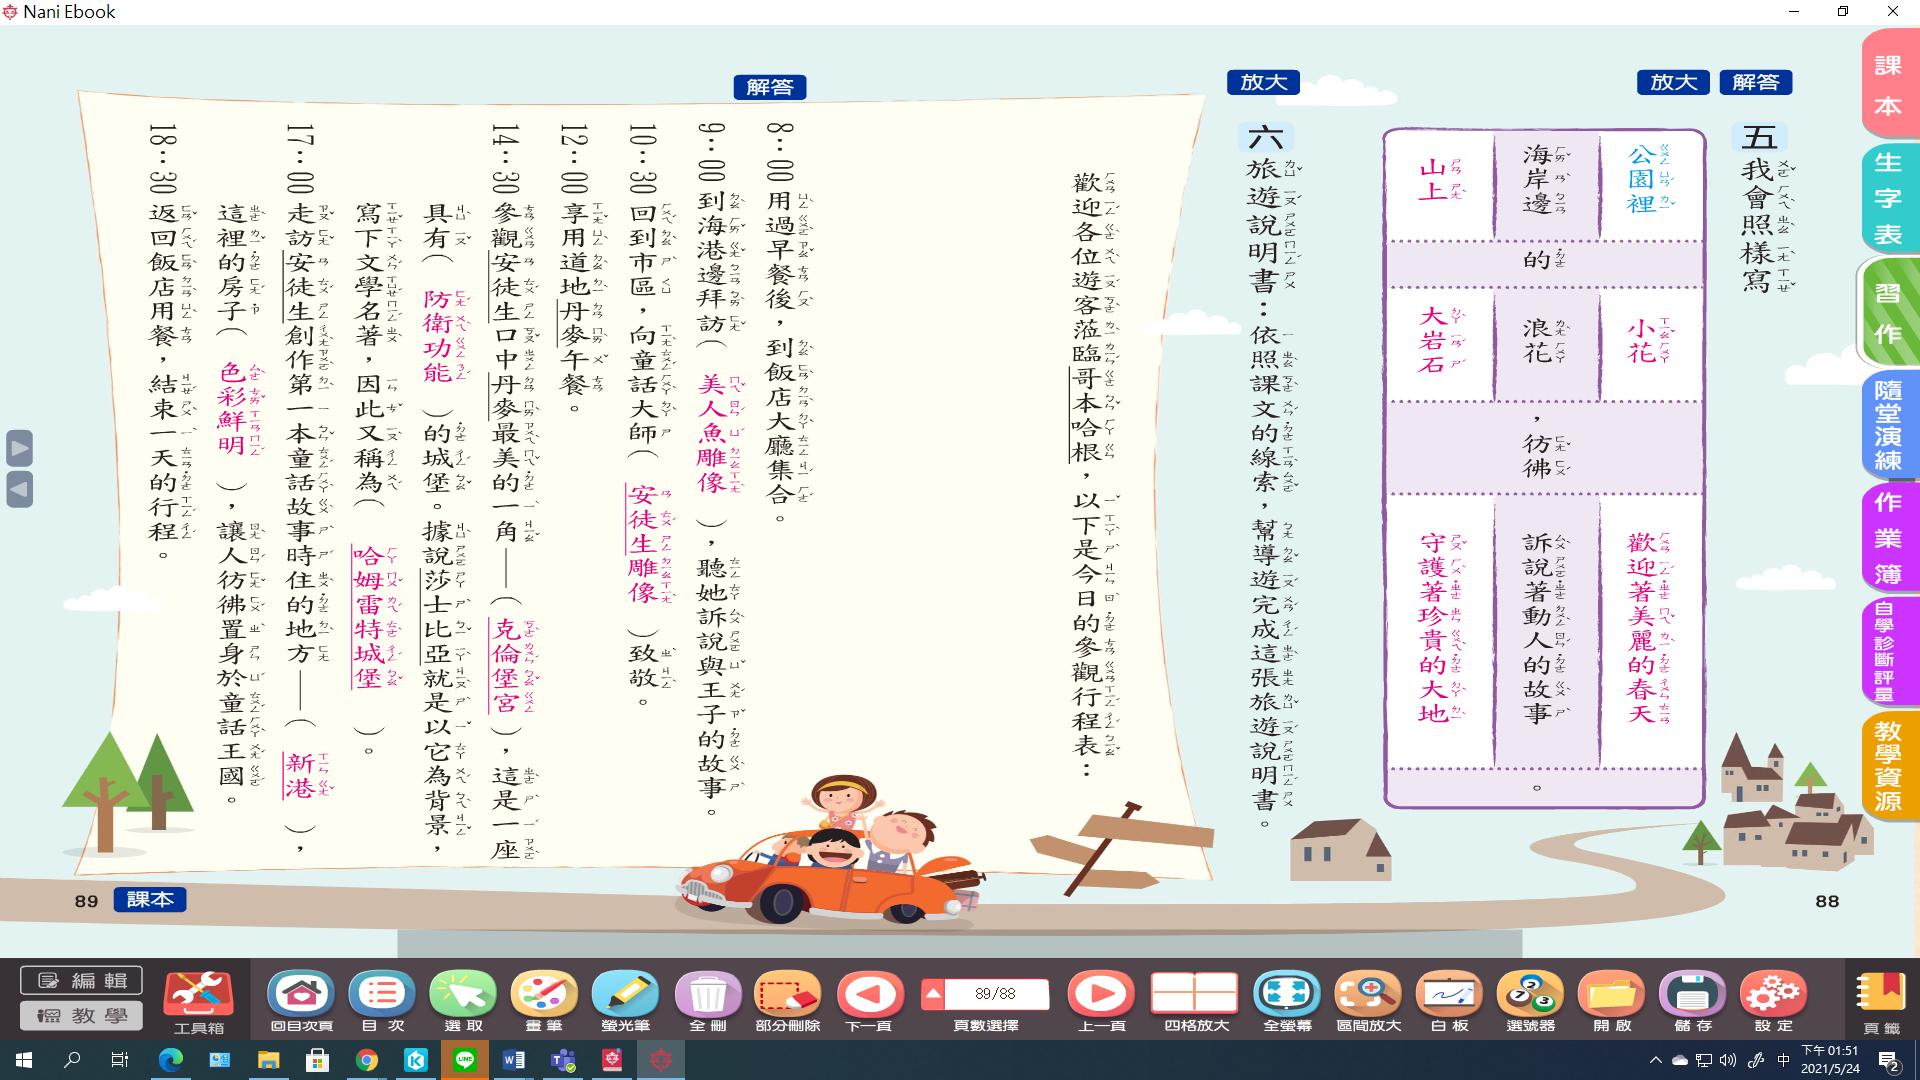 Nani Ebook
解答
放大
放大
解答
五
我會照樣寫
公園裡
的
小花
,彷彿
歡迎著美麗的春天
。
海岸邊
浪花
訴說著動人的故事
山上
大岩石
守護著珍貴的大地
六
旅遊說明書:依照課文的線索,幫導遊完成這張旅遊說明書。
歡迎各位遊客蒞臨哥本哈根,以下是今日的參觀行程表:
8:00 用過早餐後,到飯店大廳集合。
9:00 到海港邊拜訪(美人魚雕像),聽她訴說與王子的故事。
10:30 回到市區,向童話大師(安徒生雕像)致敬。
12:00 享用道地丹麥午餐。
14:30 參觀安徒生口中丹麥最美的一角——(克倫堡宮),這是一座
具有(防衛功能)的城堡。據說莎士比亞就是以它為背景,
寫下文學名著,因此又稱為(哈姆雷特城堡)。
17:00 走訪安徒生創作第一本童話故事時住的地方——(新港),
這裡的房子(色彩鮮明),讓人彷彿置身於童話王國。
18:30 返回飯店用餐,結束一天的行程。
89
課本
88
課本
生字表
習作
隨堂演練
作業簿
自學診斷評量
教學資源
編輯
教學
工具箱
回目次頁
目次
選取
畫筆
螢光筆
全刪
部分刪除
下一頁
89/88
頁數選擇
上一頁
四格放大
全螢幕
區間放大
白板
選號器
開啟
儲存
設定
頁籤
中
下午 01:51
2021/5/24
2